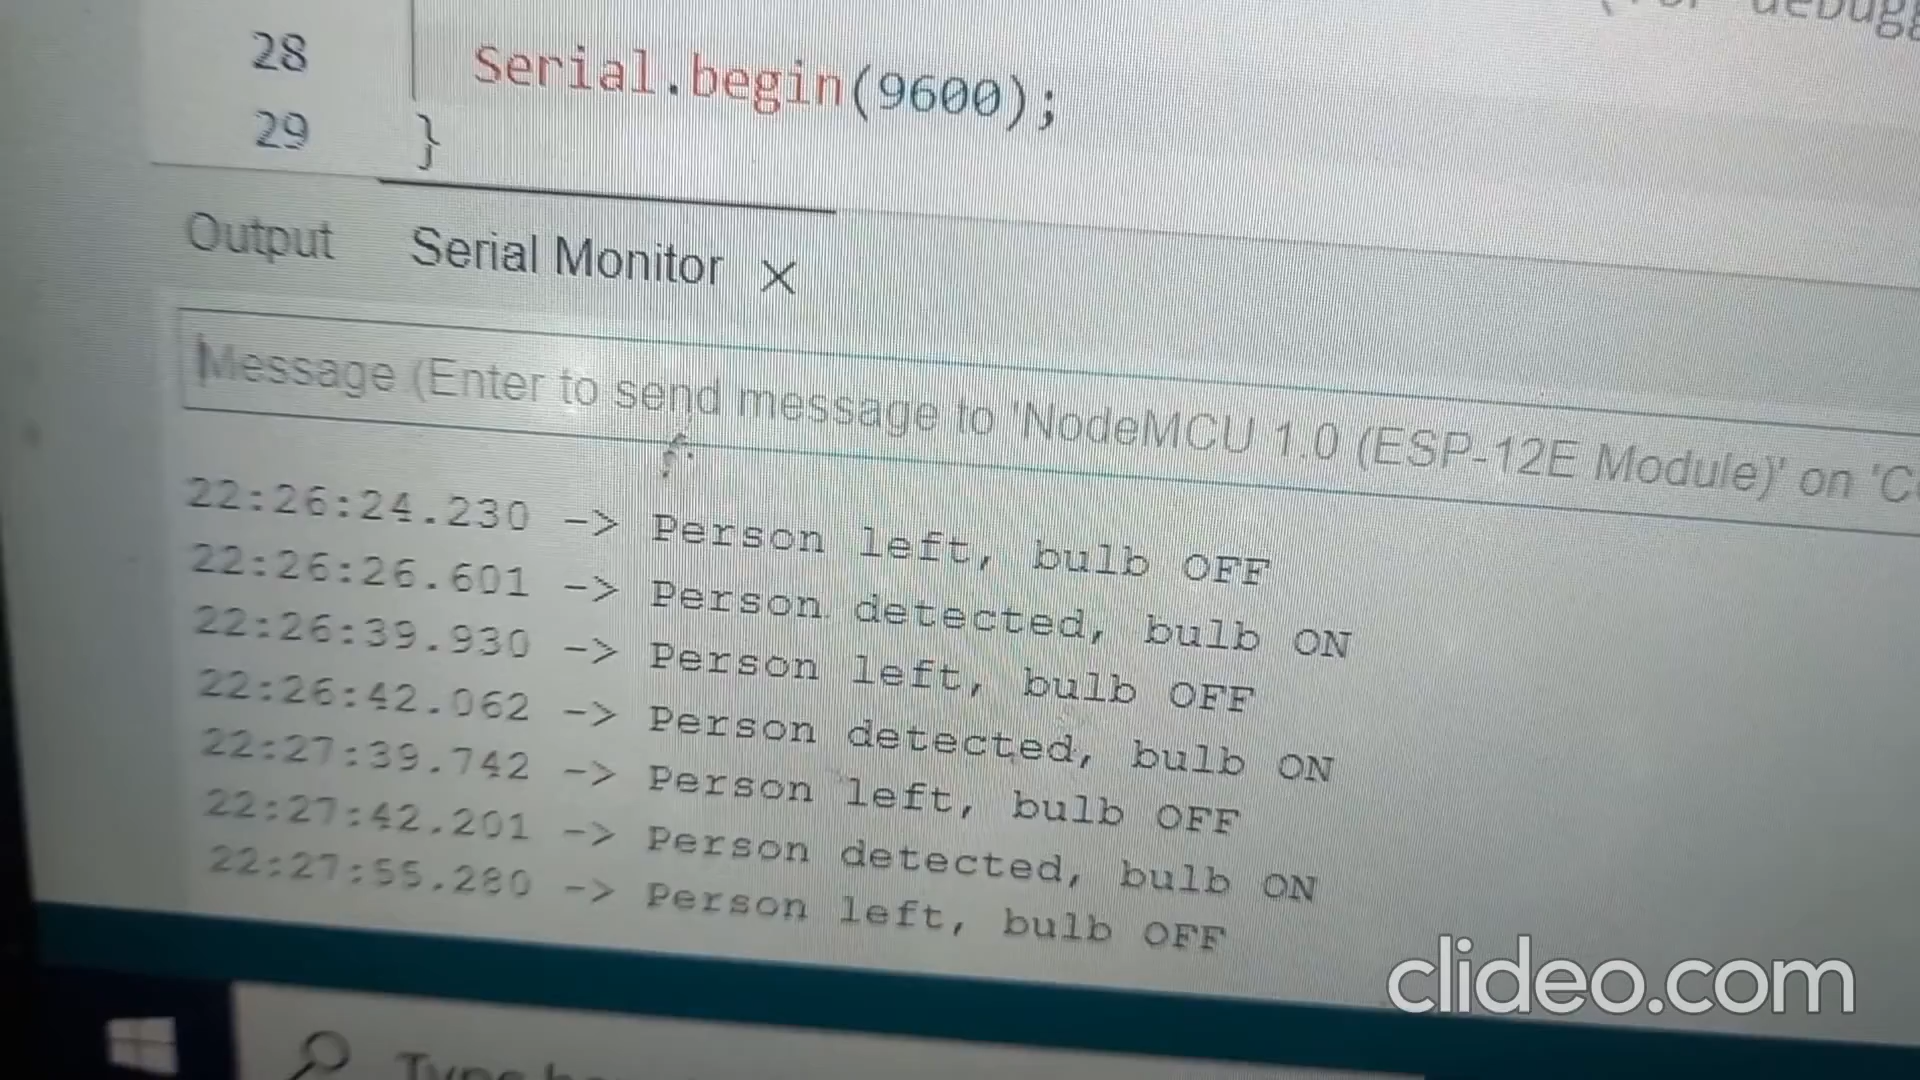 28 Serial.begin(9600);
29 }
Output Serial Monitor X
Message (Enter to send message to 'NodeMCU 1.0 (ESP-12E Module)' on 'C
22:26:24.230 -> Person left, bulb OFF
22:26:26.601 -> Person detected, bulb ON
22:26:39.930 -> Person left, bulb OFF
22:26:42.062 -> Person detected, bulb ON
22:27:39.742 -> Person left, bulb OFF
22:27:42.201 -> Person detected, bulb ON
22:27:55.280 -> Person left, bulb OFF
clideo.com